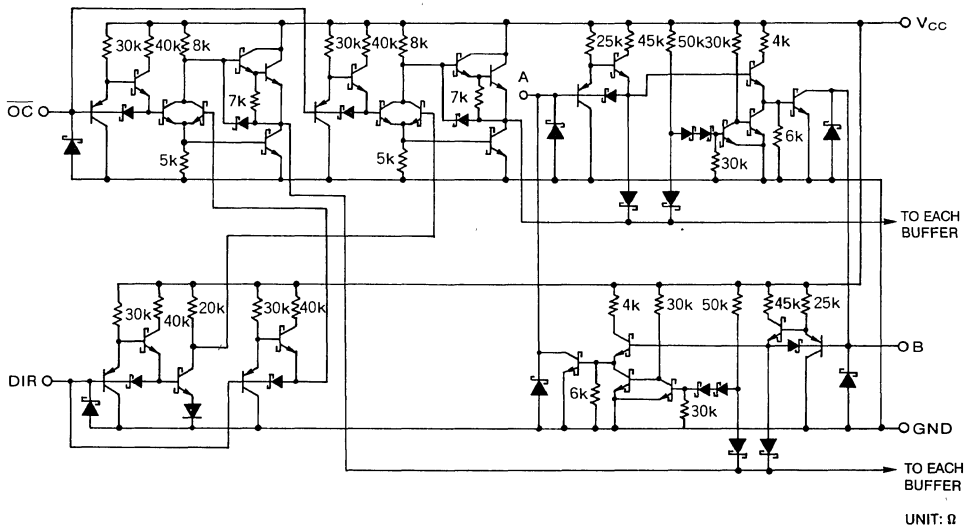 30k 40k 8k 30k 40k 8k 25k 45k 50k 30k 4k VCC
A
7k 7k
OC
6k
5k 5k 30k
TO EACH
BUFFER
30k 40k 20k 30k 40k 4k 30k 50k 45k 25k
B
DIR
6k 30k
GND
TO EACH
BUFFER
UNIT: Ω